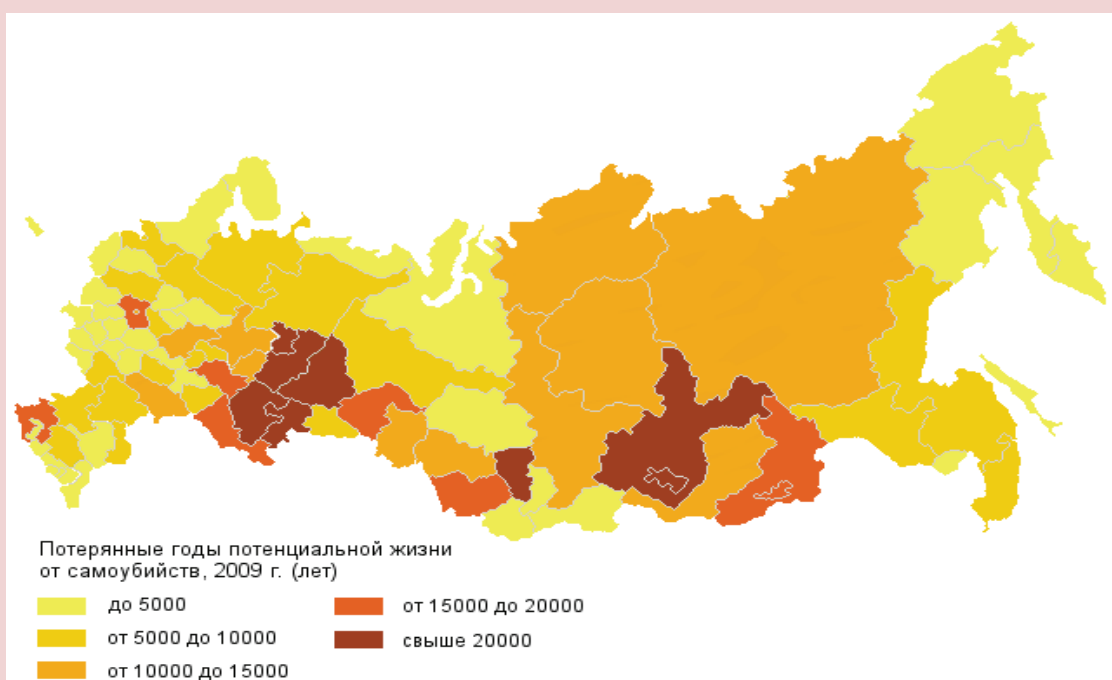 Потерянные годы потенциальной жизни
от самоубийств, 2009 г. (лет)
до 5000
от 5000 до 10000
от 10000 до 15000
от 15000 до 20000
свыше 20000